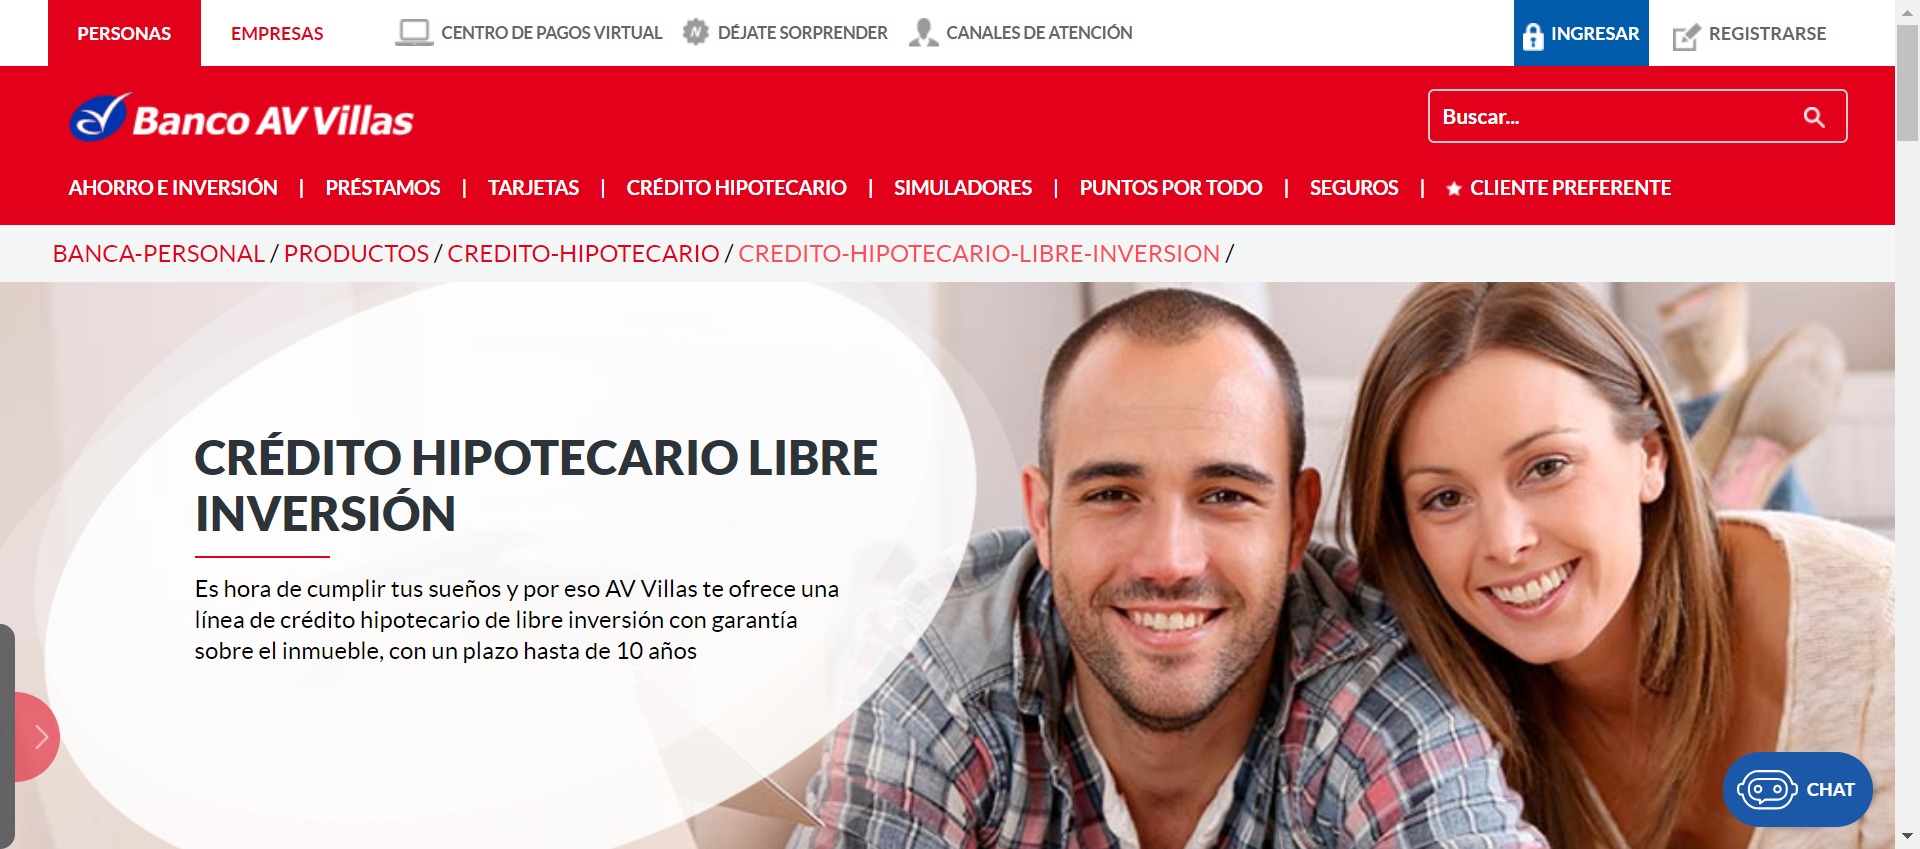 PERSONAS
EMPRESAS
CENTRO DE PAGOS VIRTUAL
DÉJATE SORPRENDER
CANALES DE ATENCIÓN
INGRESAR
REGISTRARSE
Banco AV Villas
Buscar...
AHORRO E INVERSIÓN | PRÉSTAMOS | TARJETAS | CRÉDITO HIPOTECARIO | SIMULADORES | PUNTOS POR TODO | SEGUROS | CLIENTE PREFERENTE
BANCA-PERSONAL / PRODUCTOS / CREDITO-HIPOTECARIO / CREDITO-HIPOTECARIO-LIBRE-INVERSION /
CRÉDITO HIPOTECARIO LIBRE
INVERSIÓN
Es hora de cumplir tus sueños y por eso AV Villas te ofrece una
línea de crédito hipotecario de libre inversión con garantía
sobre el inmueble, con un plazo hasta de 10 años
CHAT